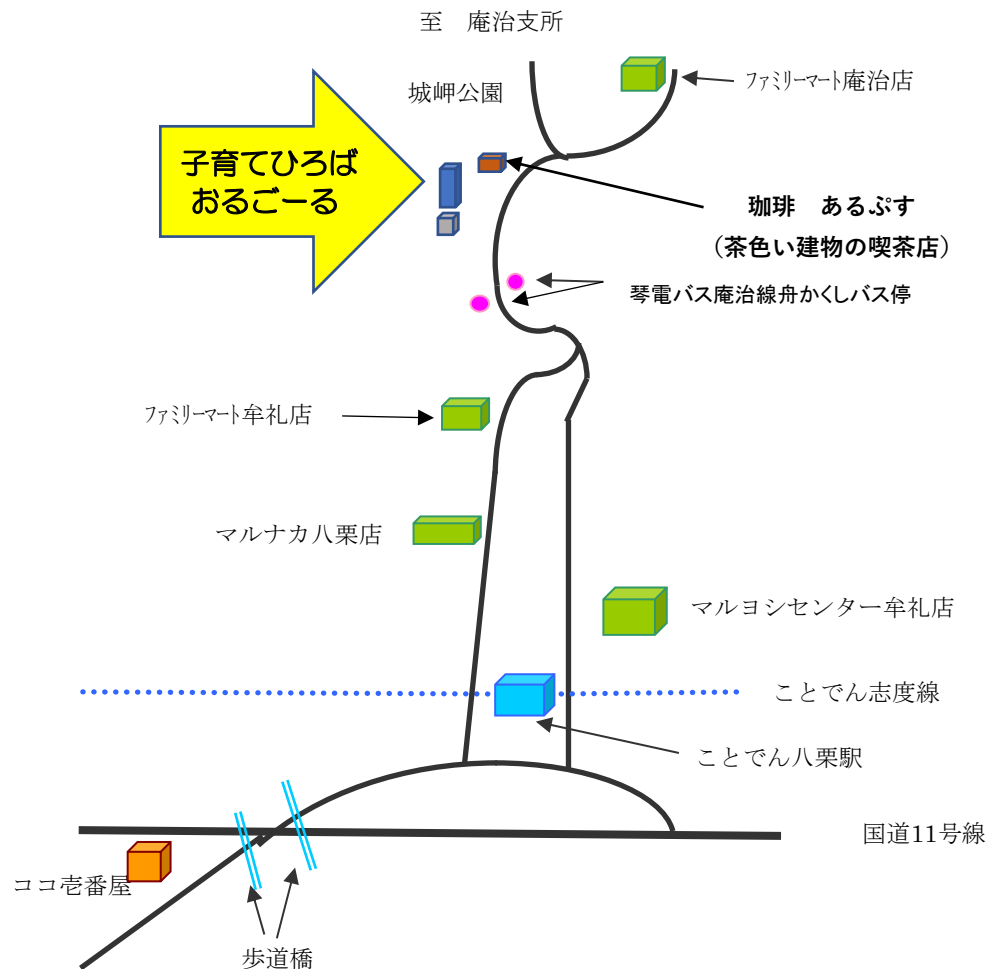 至　庵治支所
城岬公園
ﾌｧﾐﾘｰﾏｰﾄ庵治店
子育てひろば
おるごーる
珈琲　あるぷす
（茶色い建物の喫茶店）
琴電バス庵治線舟かくしバス停
ﾌｧﾐﾘｰﾏｰﾄ牟礼店
マルナカ八栗店
マルヨシセンター牟礼店
ことでん志度線
ことでん八栗駅
国道11号線
ココ壱番屋
歩道橋